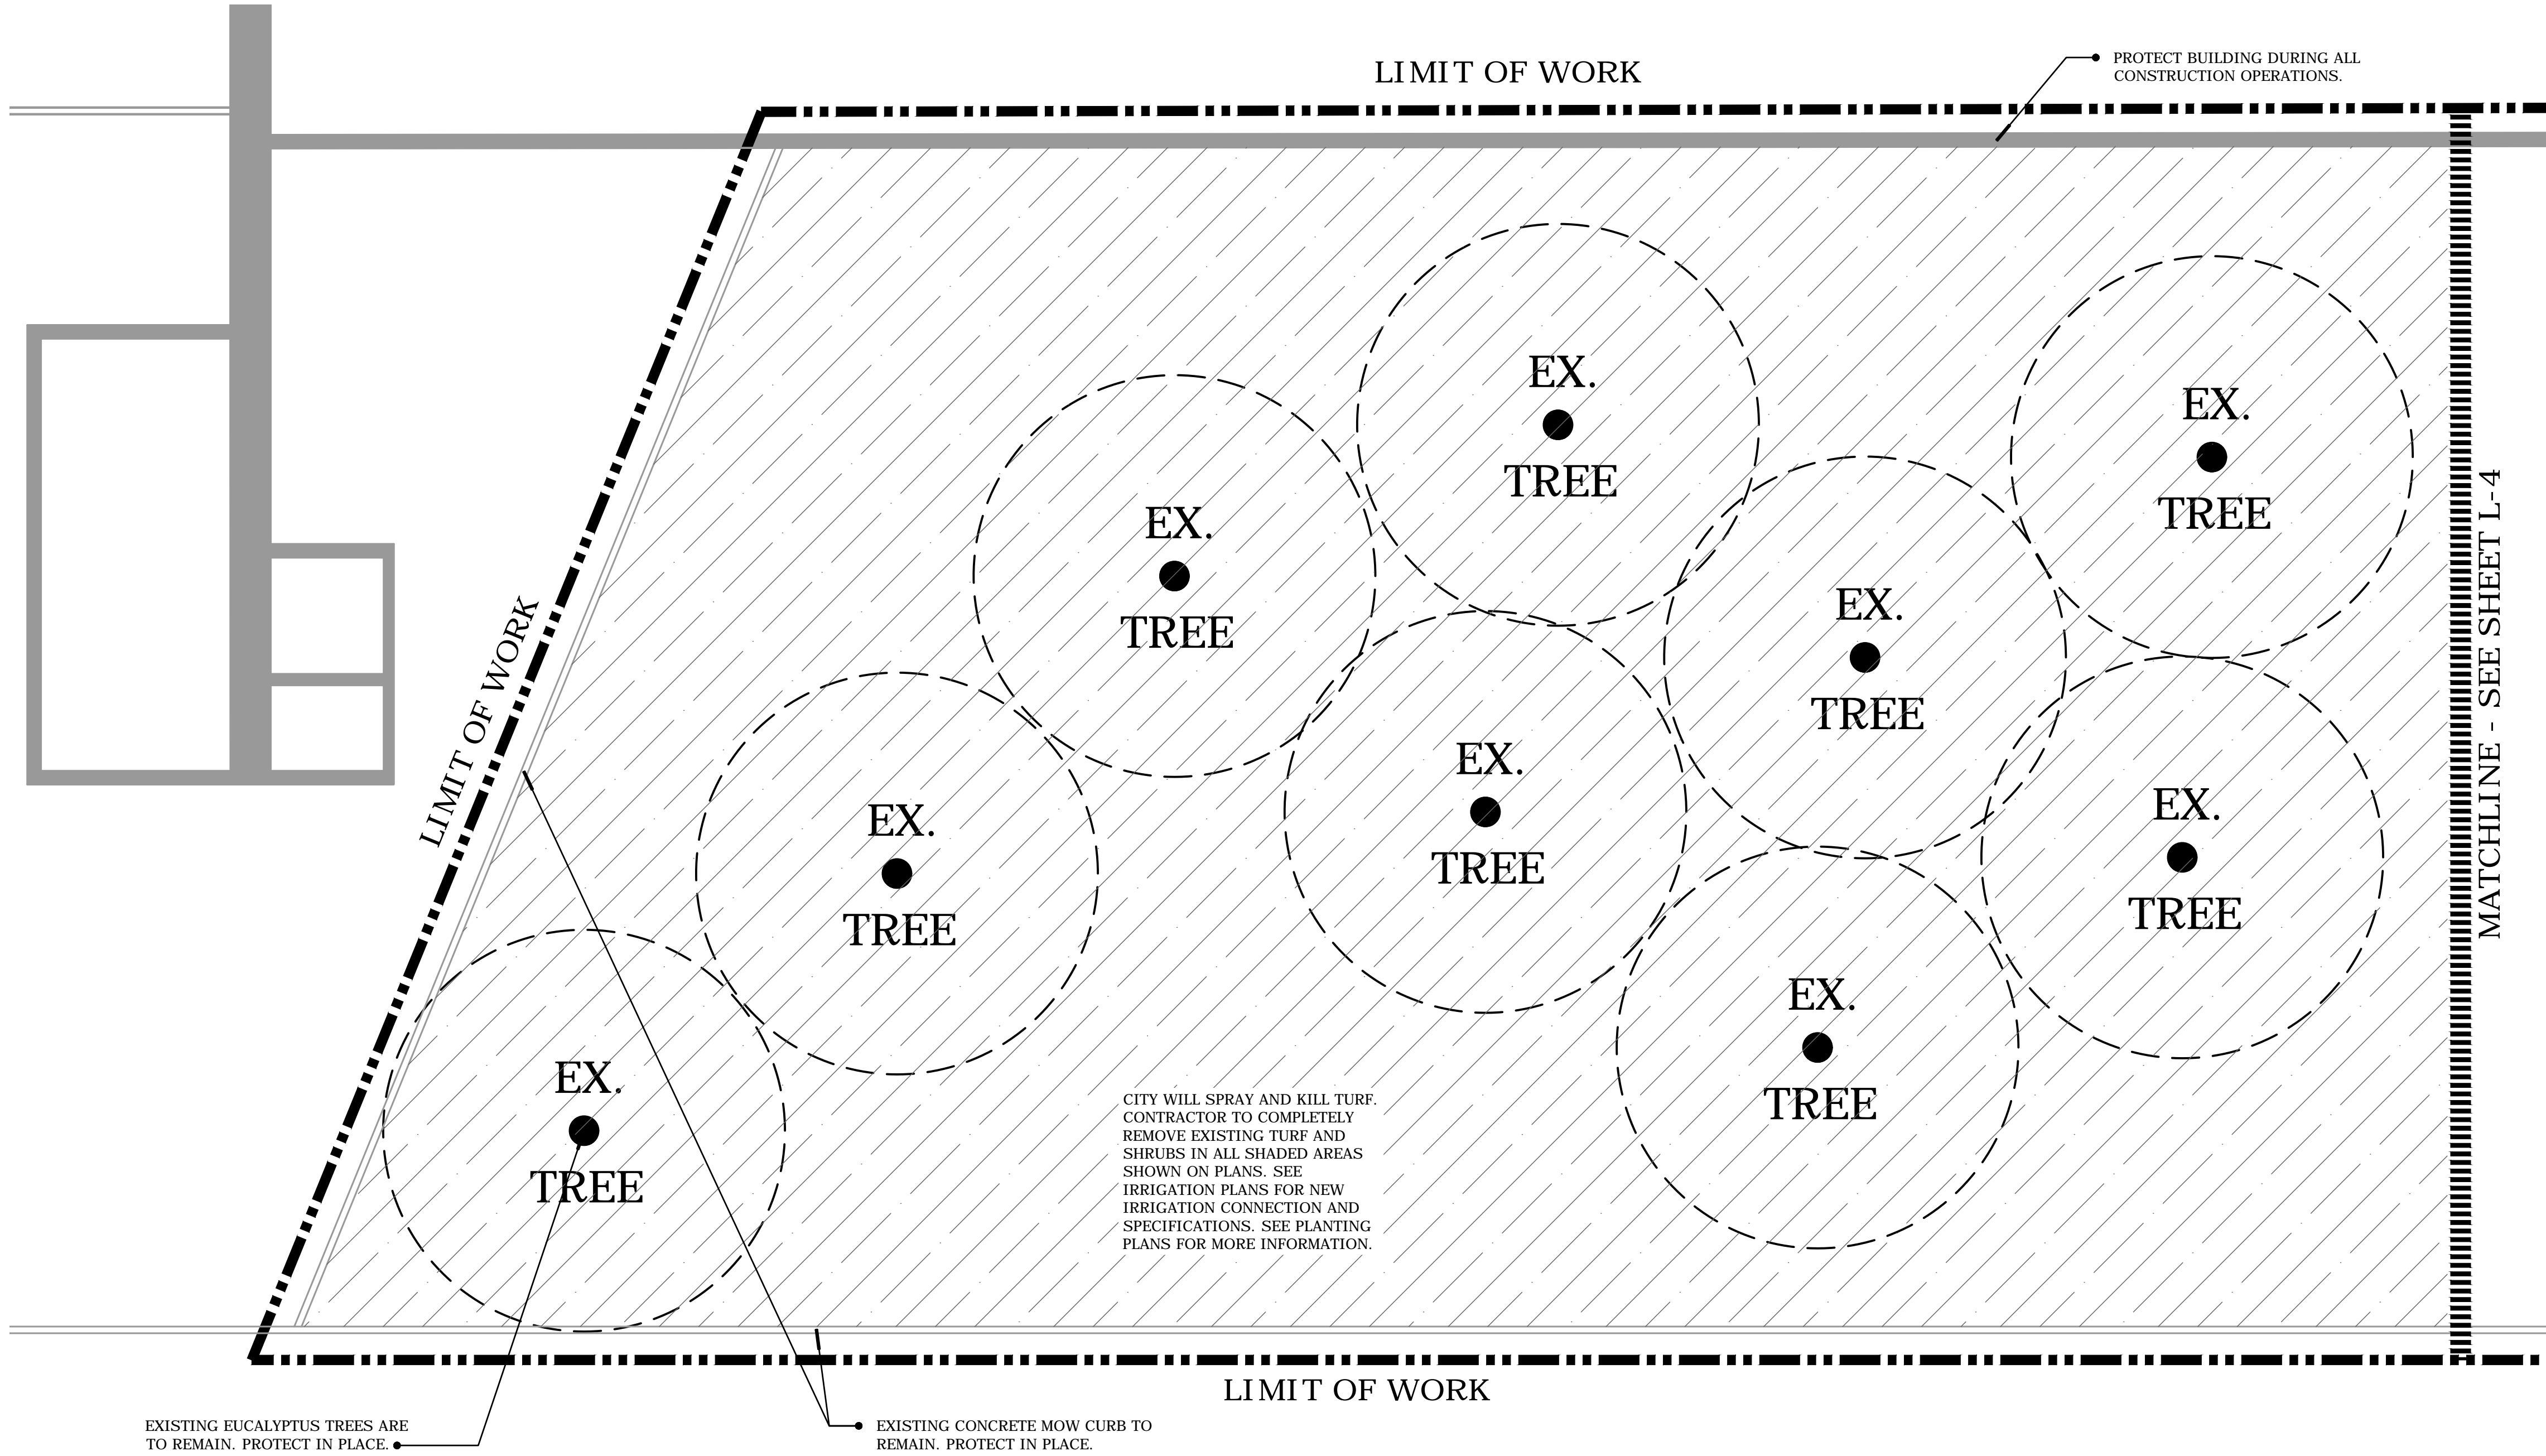 LIMIT OF WORK
PROTECT BUILDING DURING ALL
CONSTRUCTION OPERATIONS.
EX.
TREE
EX.
TREE
EX.
TREE
EX.
TREE
EX.
TREE
EX.
TREE
EX.
TREE
EX.
TREE
EX.
TREE
LIMIT OF WORK
MATCHLINE - SEE SHEET L-4
CITY WILL SPRAY AND KILL TURF.
CONTRACTOR TO COMPLETELY
REMOVE EXISTING TURF AND
SHRUBS IN ALL SHADED AREAS
SHOWN ON PLANS. SEE
IRRIGATION PLANS FOR NEW
IRRIGATION CONNECTION AND
SPECIFICATIONS. SEE PLANTING
PLANS FOR MORE INFORMATION.
LIMIT OF WORK
EXISTING EUCALYPTUS TREES ARE
TO REMAIN. PROTECT IN PLACE.
EXISTING CONCRETE MOW CURB TO
REMAIN. PROTECT IN PLACE.